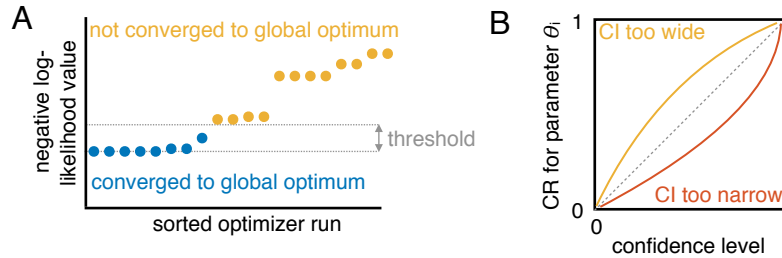 A
not converged to global optimum
negative log-
likelihood value
threshold
converged to global optimum
sorted optimizer run
B
1
CI too wide
CR for parameter θi
CI too narrow
0
0
confidence level